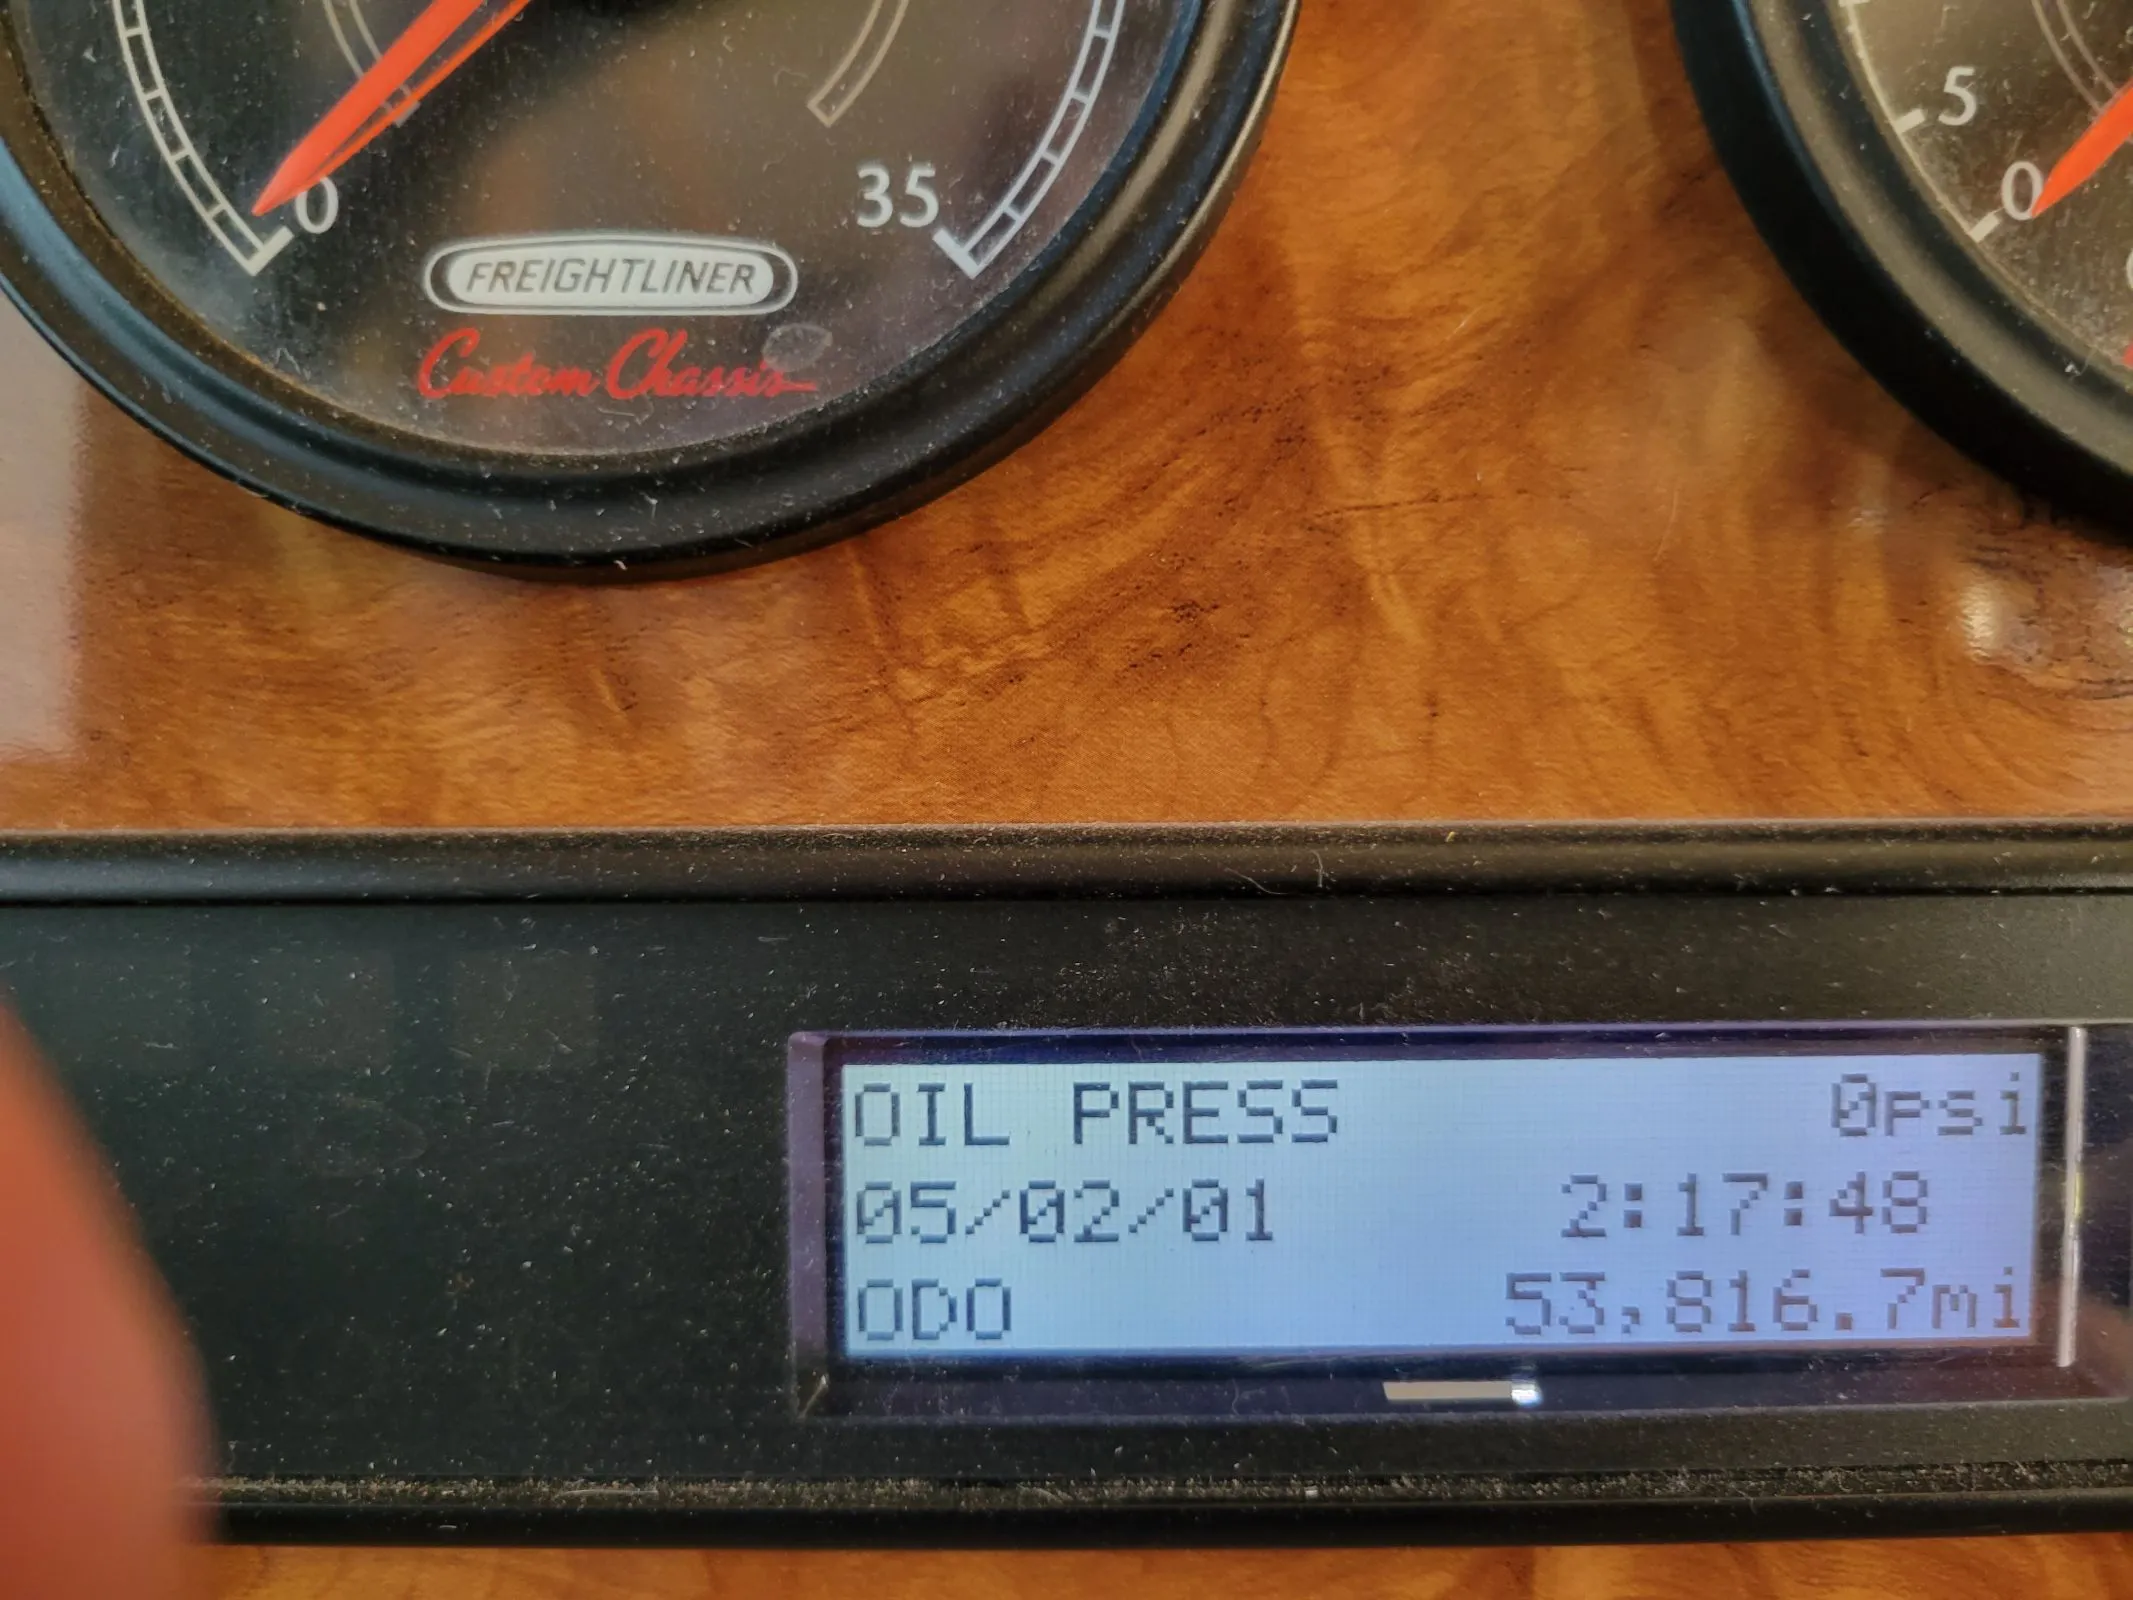 5
0
0
35
FREIGHTLINER
Custom Chassis
OIL PRESS 0psi
05/02/01 2:17:48
ODO 53,816.7mi